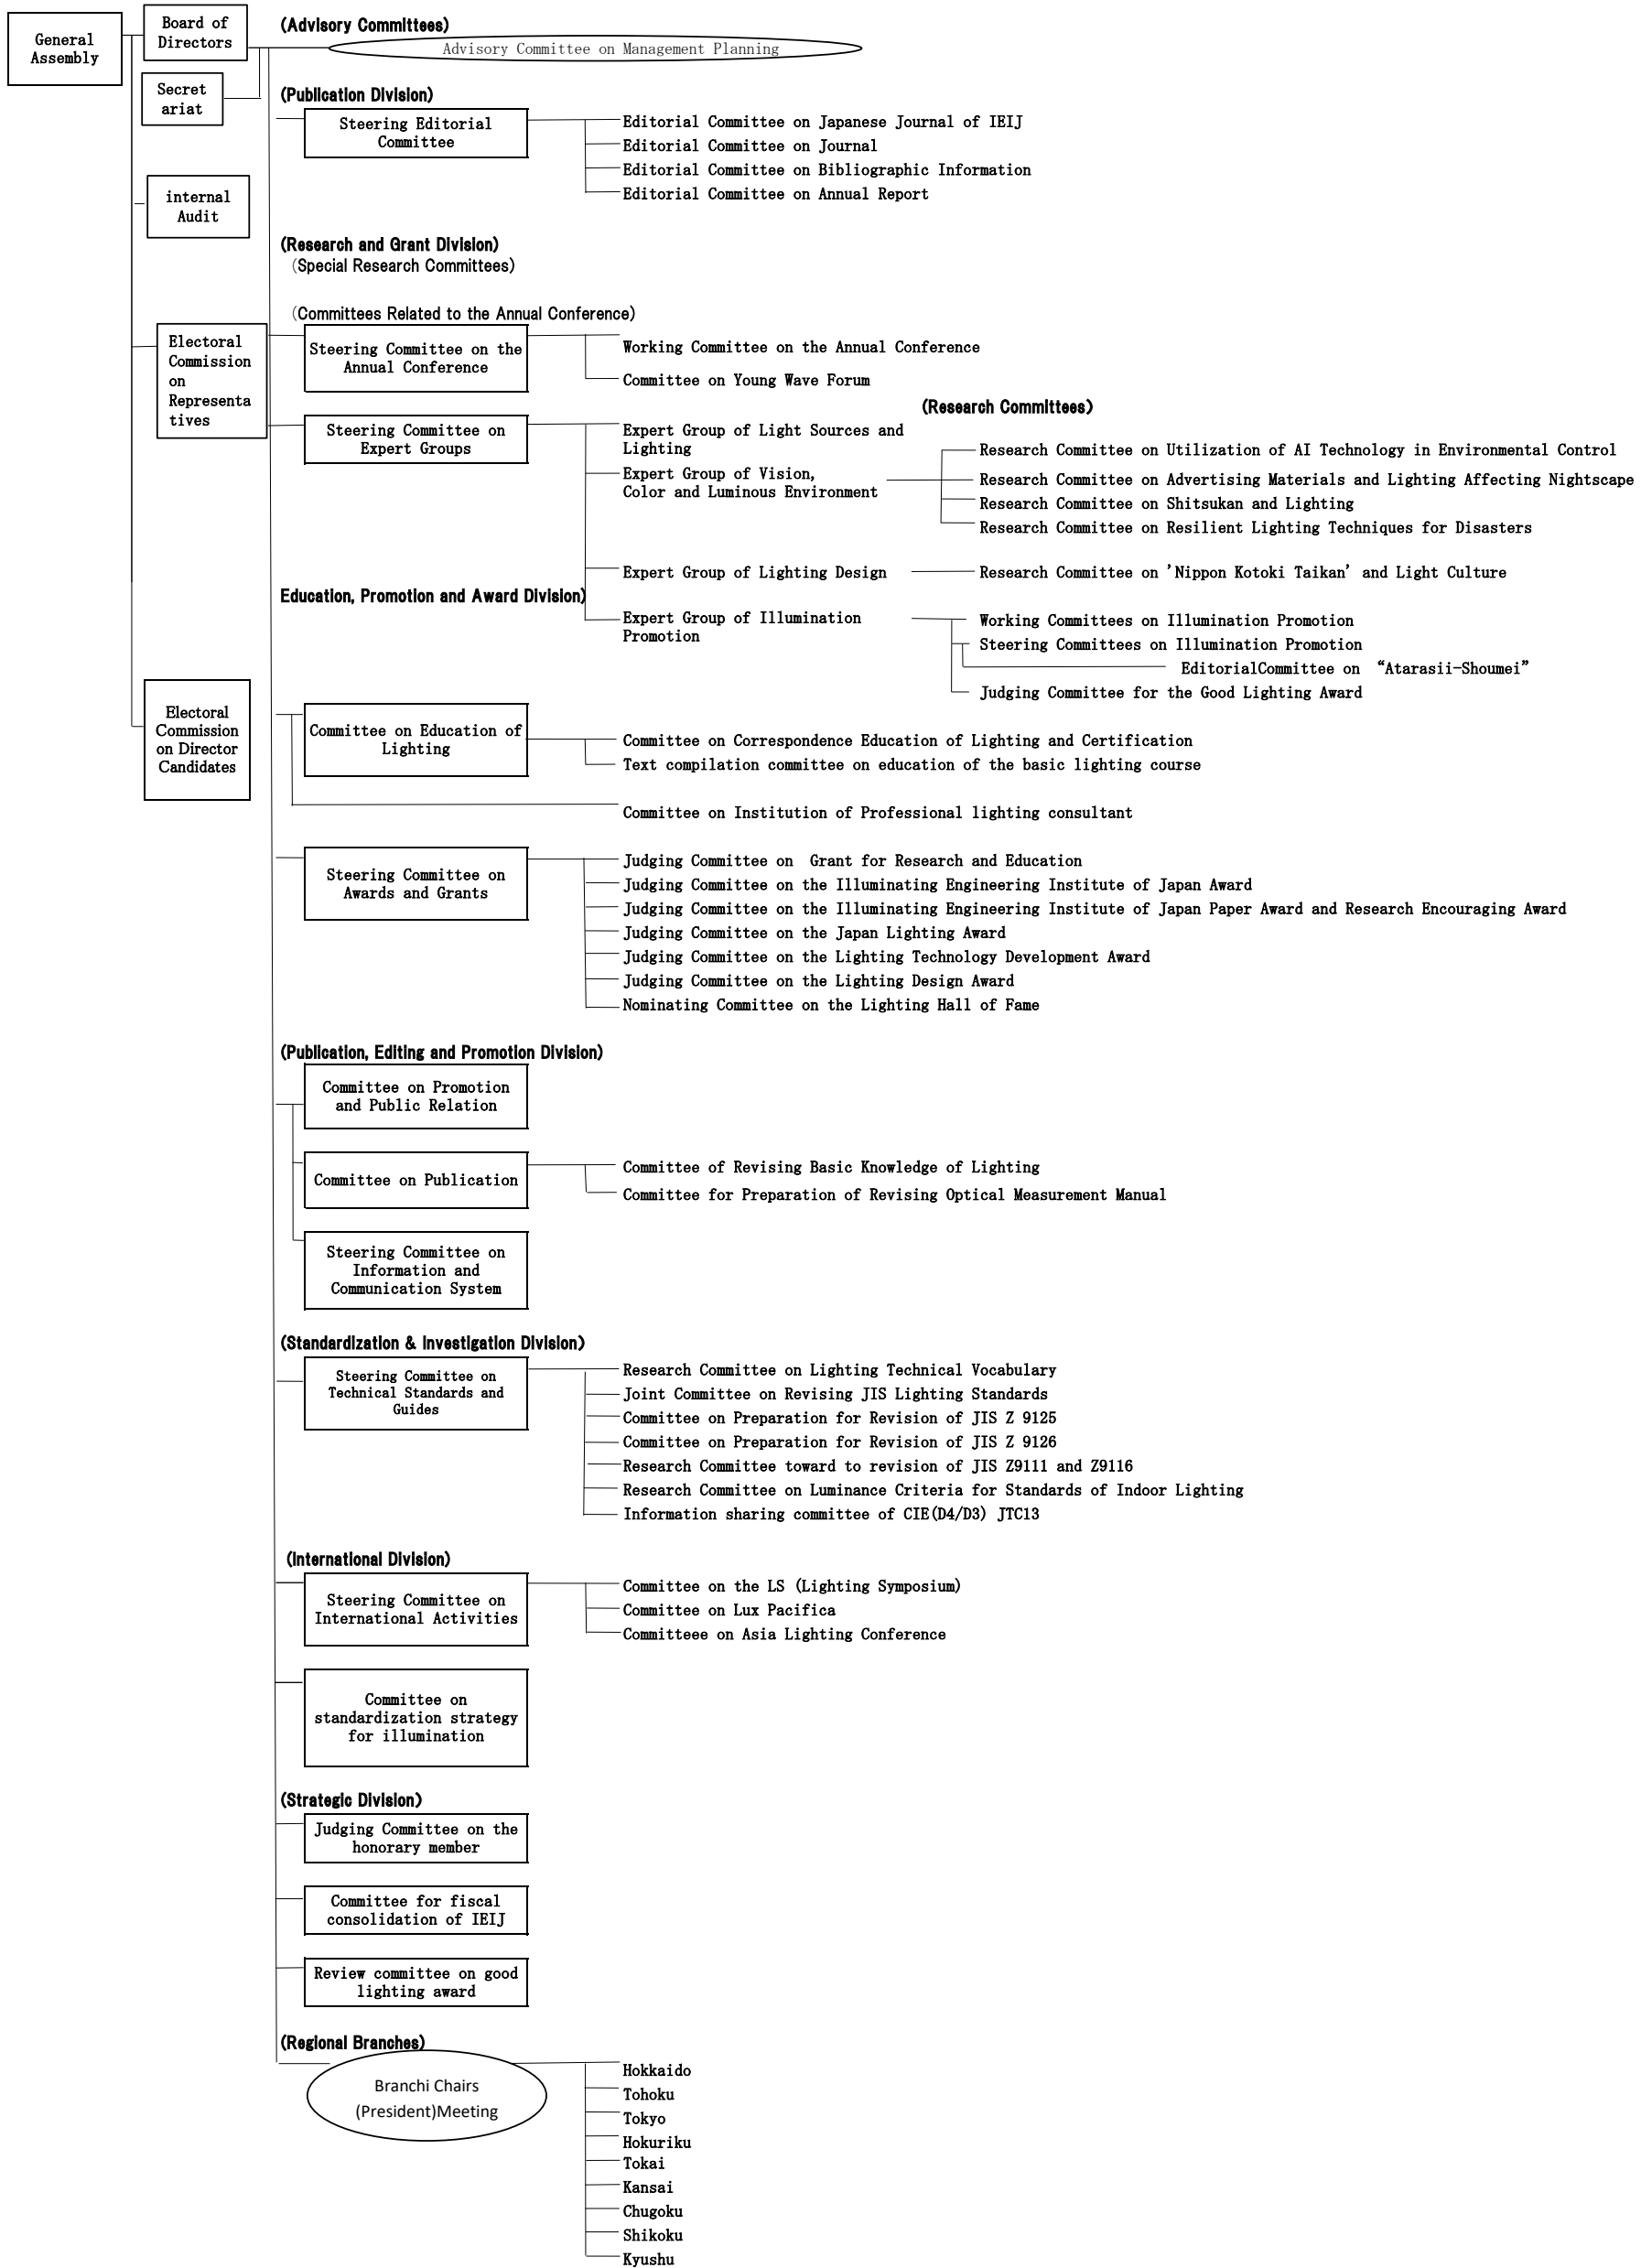 General
Assembly
Board of
Directors
Secret
ariat
internal
Audit
Electoral
Commission
on
Representa
tives
Electoral
Commission
on Director
Candidates
(Advisory Committees)
Advisory Committee on Management Planning
(Publication Division)
Steering Editorial
Committee
Editorial Committee on Japanese Journal of IEIJ
Editorial Committee on Journal
Editorial Committee on Bibliographic Information
Editorial Committee on Annual Report
(Research and Grant Division)
(Special Research Committees)
(Committees Related to the Annual Conference)
Steering Committee on the
Annual Conference
Working Committee on the Annual Conference
Committee on Young Wave Forum
Steering Committee on
Expert Groups
Expert Group of Light Sources and
Lighting
Expert Group of Vision,
Color and Luminous Environment
(Research Committees)
Research Committee on Utilization of AI Technology in Environmental Control
Research Committee on Advertising Materials and Lighting Affecting Nightscape
Research Committee on Shitsukan and Lighting
Research Committee on Resilient Lighting Techniques for Disasters
Expert Group of Lighting Design
Research Committee on 'Nippon Kotoki Taikan' and Light Culture
Education, Promotion and Award Division)
Expert Group of Illumination
Promotion
Working Committees on Illumination Promotion
Steering Committees on Illumination Promotion
EditorialCommittee on “Atarasii-Shoumei”
Judging Committee for the Good Lighting Award
Committee on Education of
Lighting
Committee on Correspondence Education of Lighting and Certification
Text compilation committee on education of the basic lighting course
Committee on Institution of Professional lighting consultant
Steering Committee on
Awards and Grants
Judging Committee on Grant for Research and Education
Judging Committee on the Illuminating Engineering Institute of Japan Award
Judging Committee on the Illuminating Engineering Institute of Japan Paper Award and Research Encouraging Award
Judging Committee on the Japan Lighting Award
Judging Committee on the Lighting Technology Development Award
Judging Committee on the Lighting Design Award
Nominating Committee on the Lighting Hall of Fame
(Publication, Editing and Promotion Division)
Committee on Promotion
and Public Relation
Committee on Publication
Committee of Revising Basic Knowledge of Lighting
Committee for Preparation of Revising Optical Measurement Manual
Steering Committee on
Information and
Communication System
(Standardization & Investigation Division)
Steering Committee on
Technical Standards and
Guides
Research Committee on Lighting Technical Vocabulary
Joint Committee on Revising JIS Lighting Standards
Committee on Preparation for Revision of JIS Z 9125
Committee on Preparation for Revision of JIS Z 9126
Research Committee toward to revision of JIS Z9111 and Z9116
Research Committee on Luminance Criteria for Standards of Indoor Lighting
Information sharing committee of CIE(D4/D3) JTC13
(International Division)
Steering Committee on
International Activities
Committee on the LS (Lighting Symposium)
Committee on Lux Pacifica
Committeee on Asia Lighting Conference
Committee on
standardization strategy
for illumination
(Strategic Division)
Judging Committee on the
honorary member
Committee for fiscal
consolidation of IEIJ
Review committee on good
lighting award
(Regional Branches)
Branchi Chairs
(President)Meeting
Hokkaido
Tohoku
Tokyo
Hokuriku
Tokai
Kansai
Chugoku
Shikoku
Kyushu